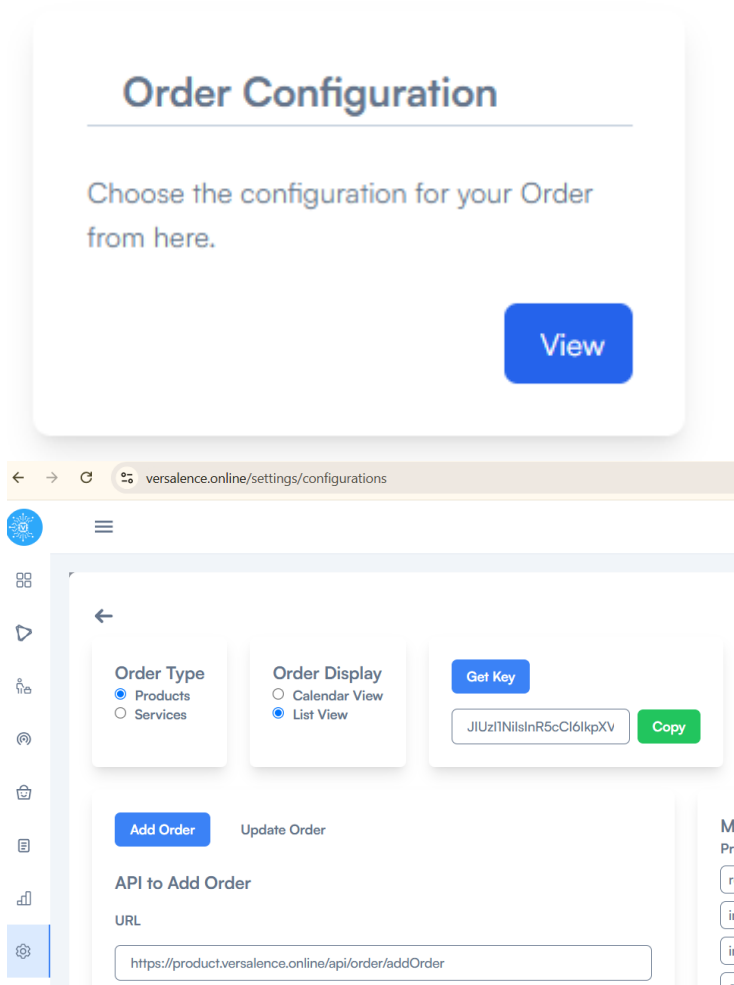 Order Configuration
Choose the configuration for your Order
from here.
View
versalence.online/settings/configurations
Order Type
Products
Services
Order Display
Calendar View
List View
Get Key
Copy
Add Order
Update Order
API to Add Order
URL
https://product.versalence.online/api/order/addOrder